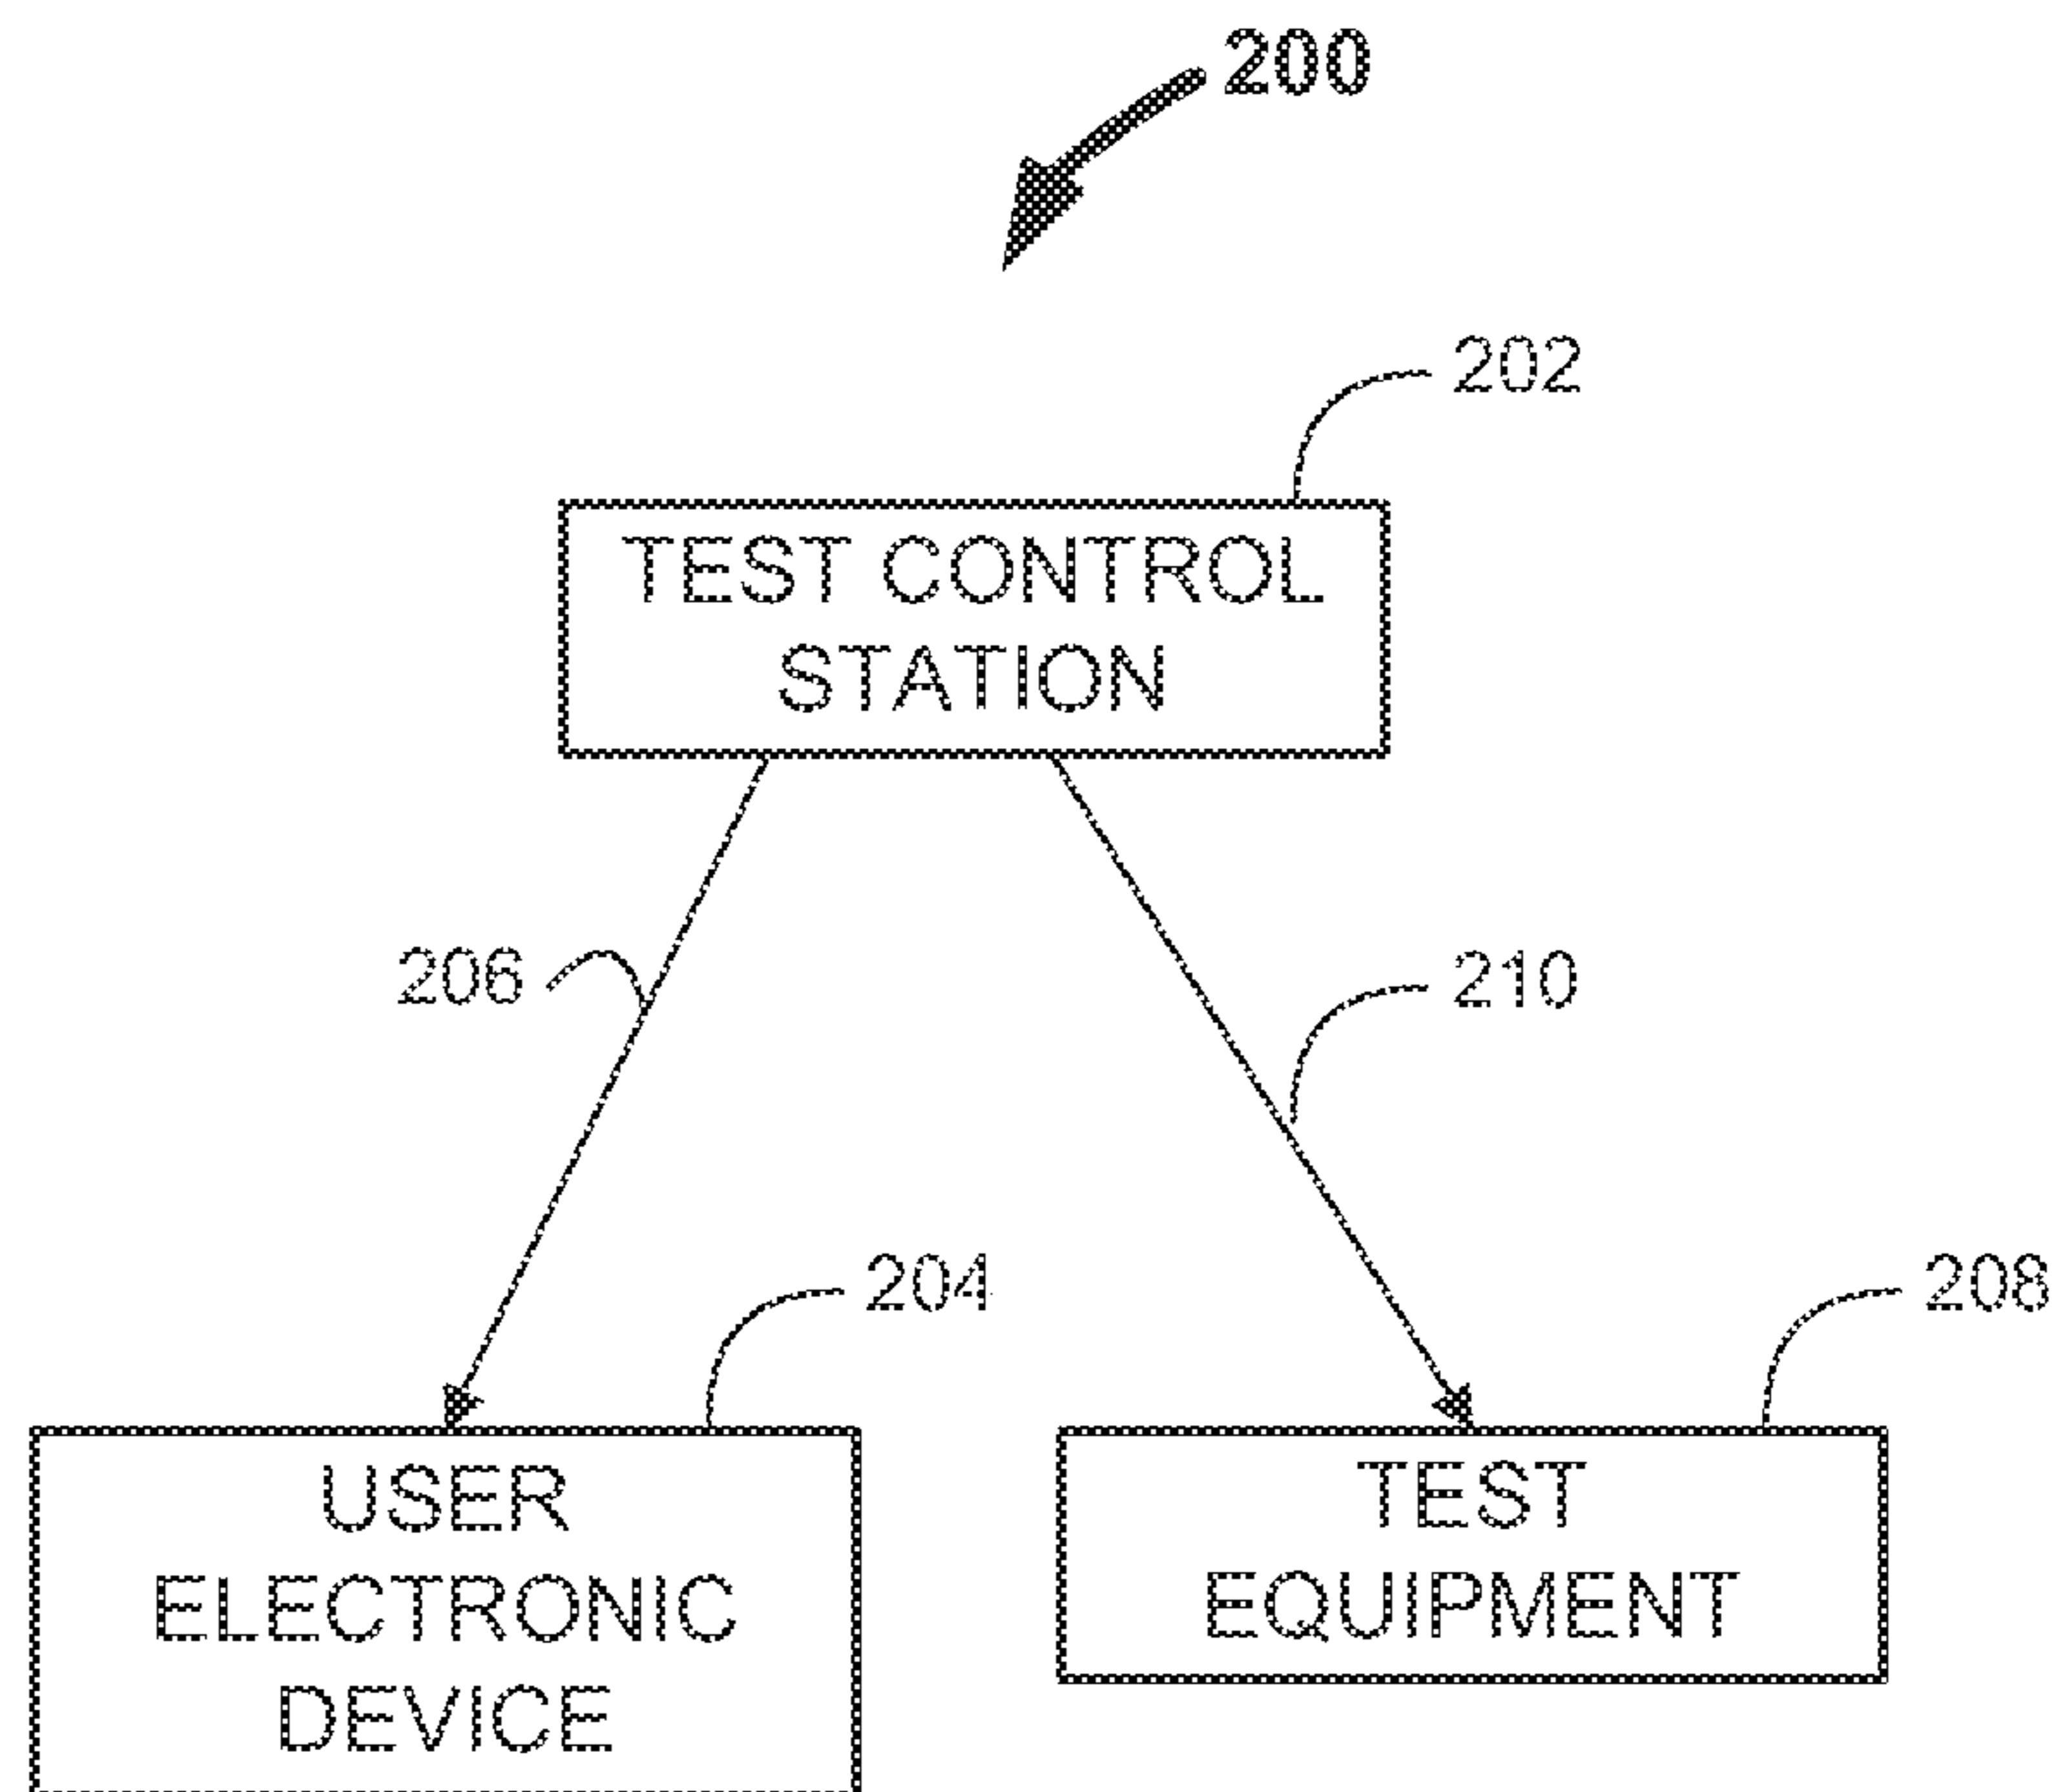 200
202
TEST CONTROL
STATION
206
210
204
208
USER
ELECTRONIC
DEVICE
TEST
EQUIPMENT